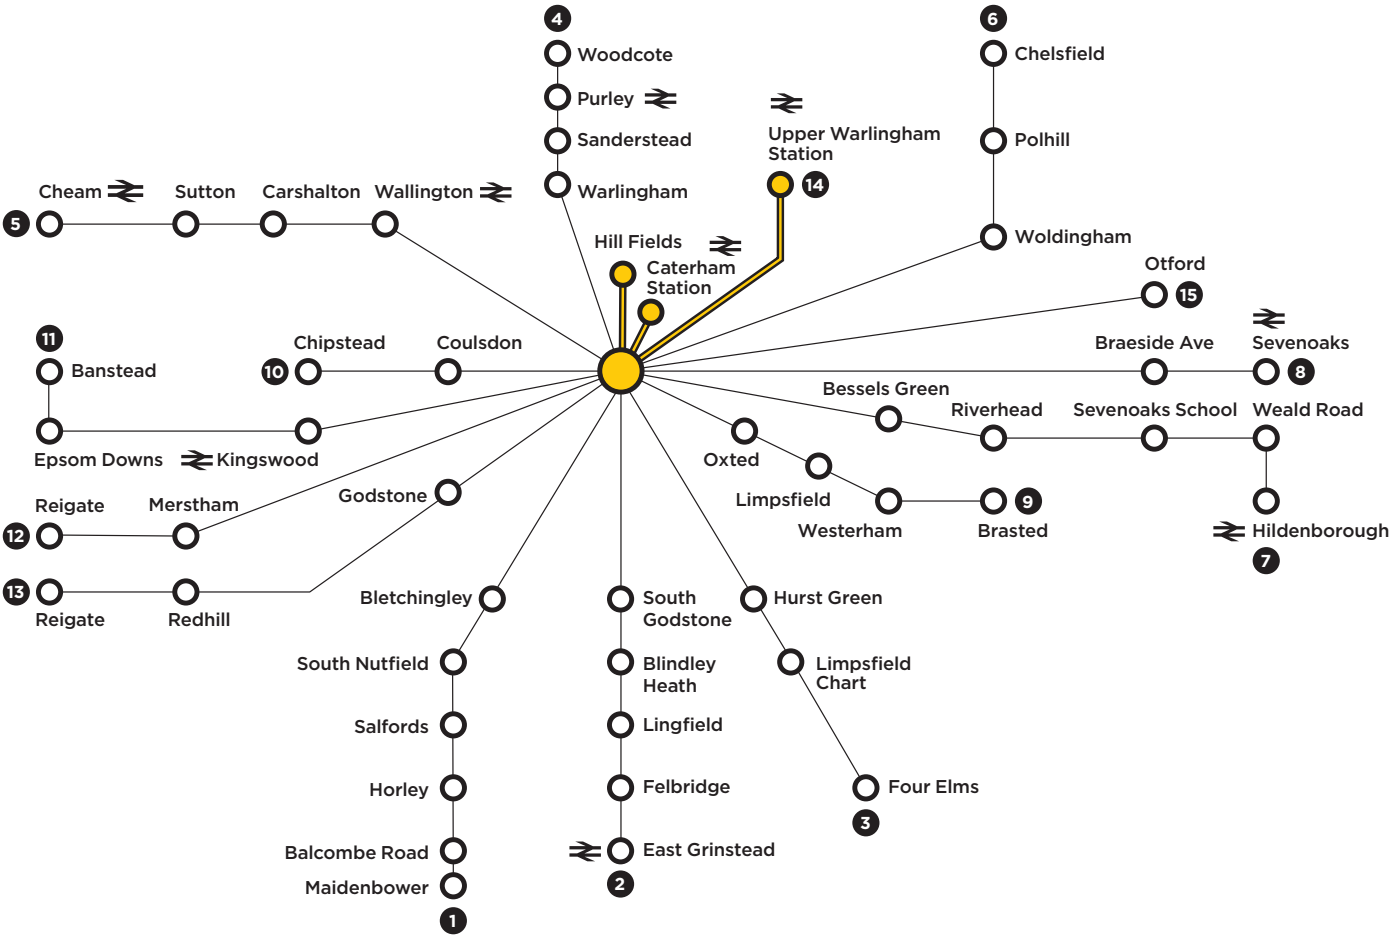 4
Woodcote
Purley
Sanderstead
Warlingham
6
Chelsfield
Polhill
Woldingham
Upper Warlingham
Station
14
5
Cheam
Sutton
Carshalton
Wallington
Hill Fields
Caterham
Station
Otford
15
11
Banstead
Epsom Downs
Kingswood
10
Chipstead
Coulsdon
Braeside Ave
Sevenoaks
8
Bessels Green
Riverhead
Sevenoaks School
Weald Road
Hildenborough
7
Oxted
Limpsfield
Westerham
Brasted
9
Reigate
12
Merstham
Godstone
13
Reigate
Redhill
Bletchingley
South Nutfield
Salfords
Horley
Balcombe Road
Maidenbower
1
South
Godstone
Blindley
Heath
Lingfield
Felbridge
East Grinstead
2
Hurst Green
Limpsfield
Chart
Four Elms
3